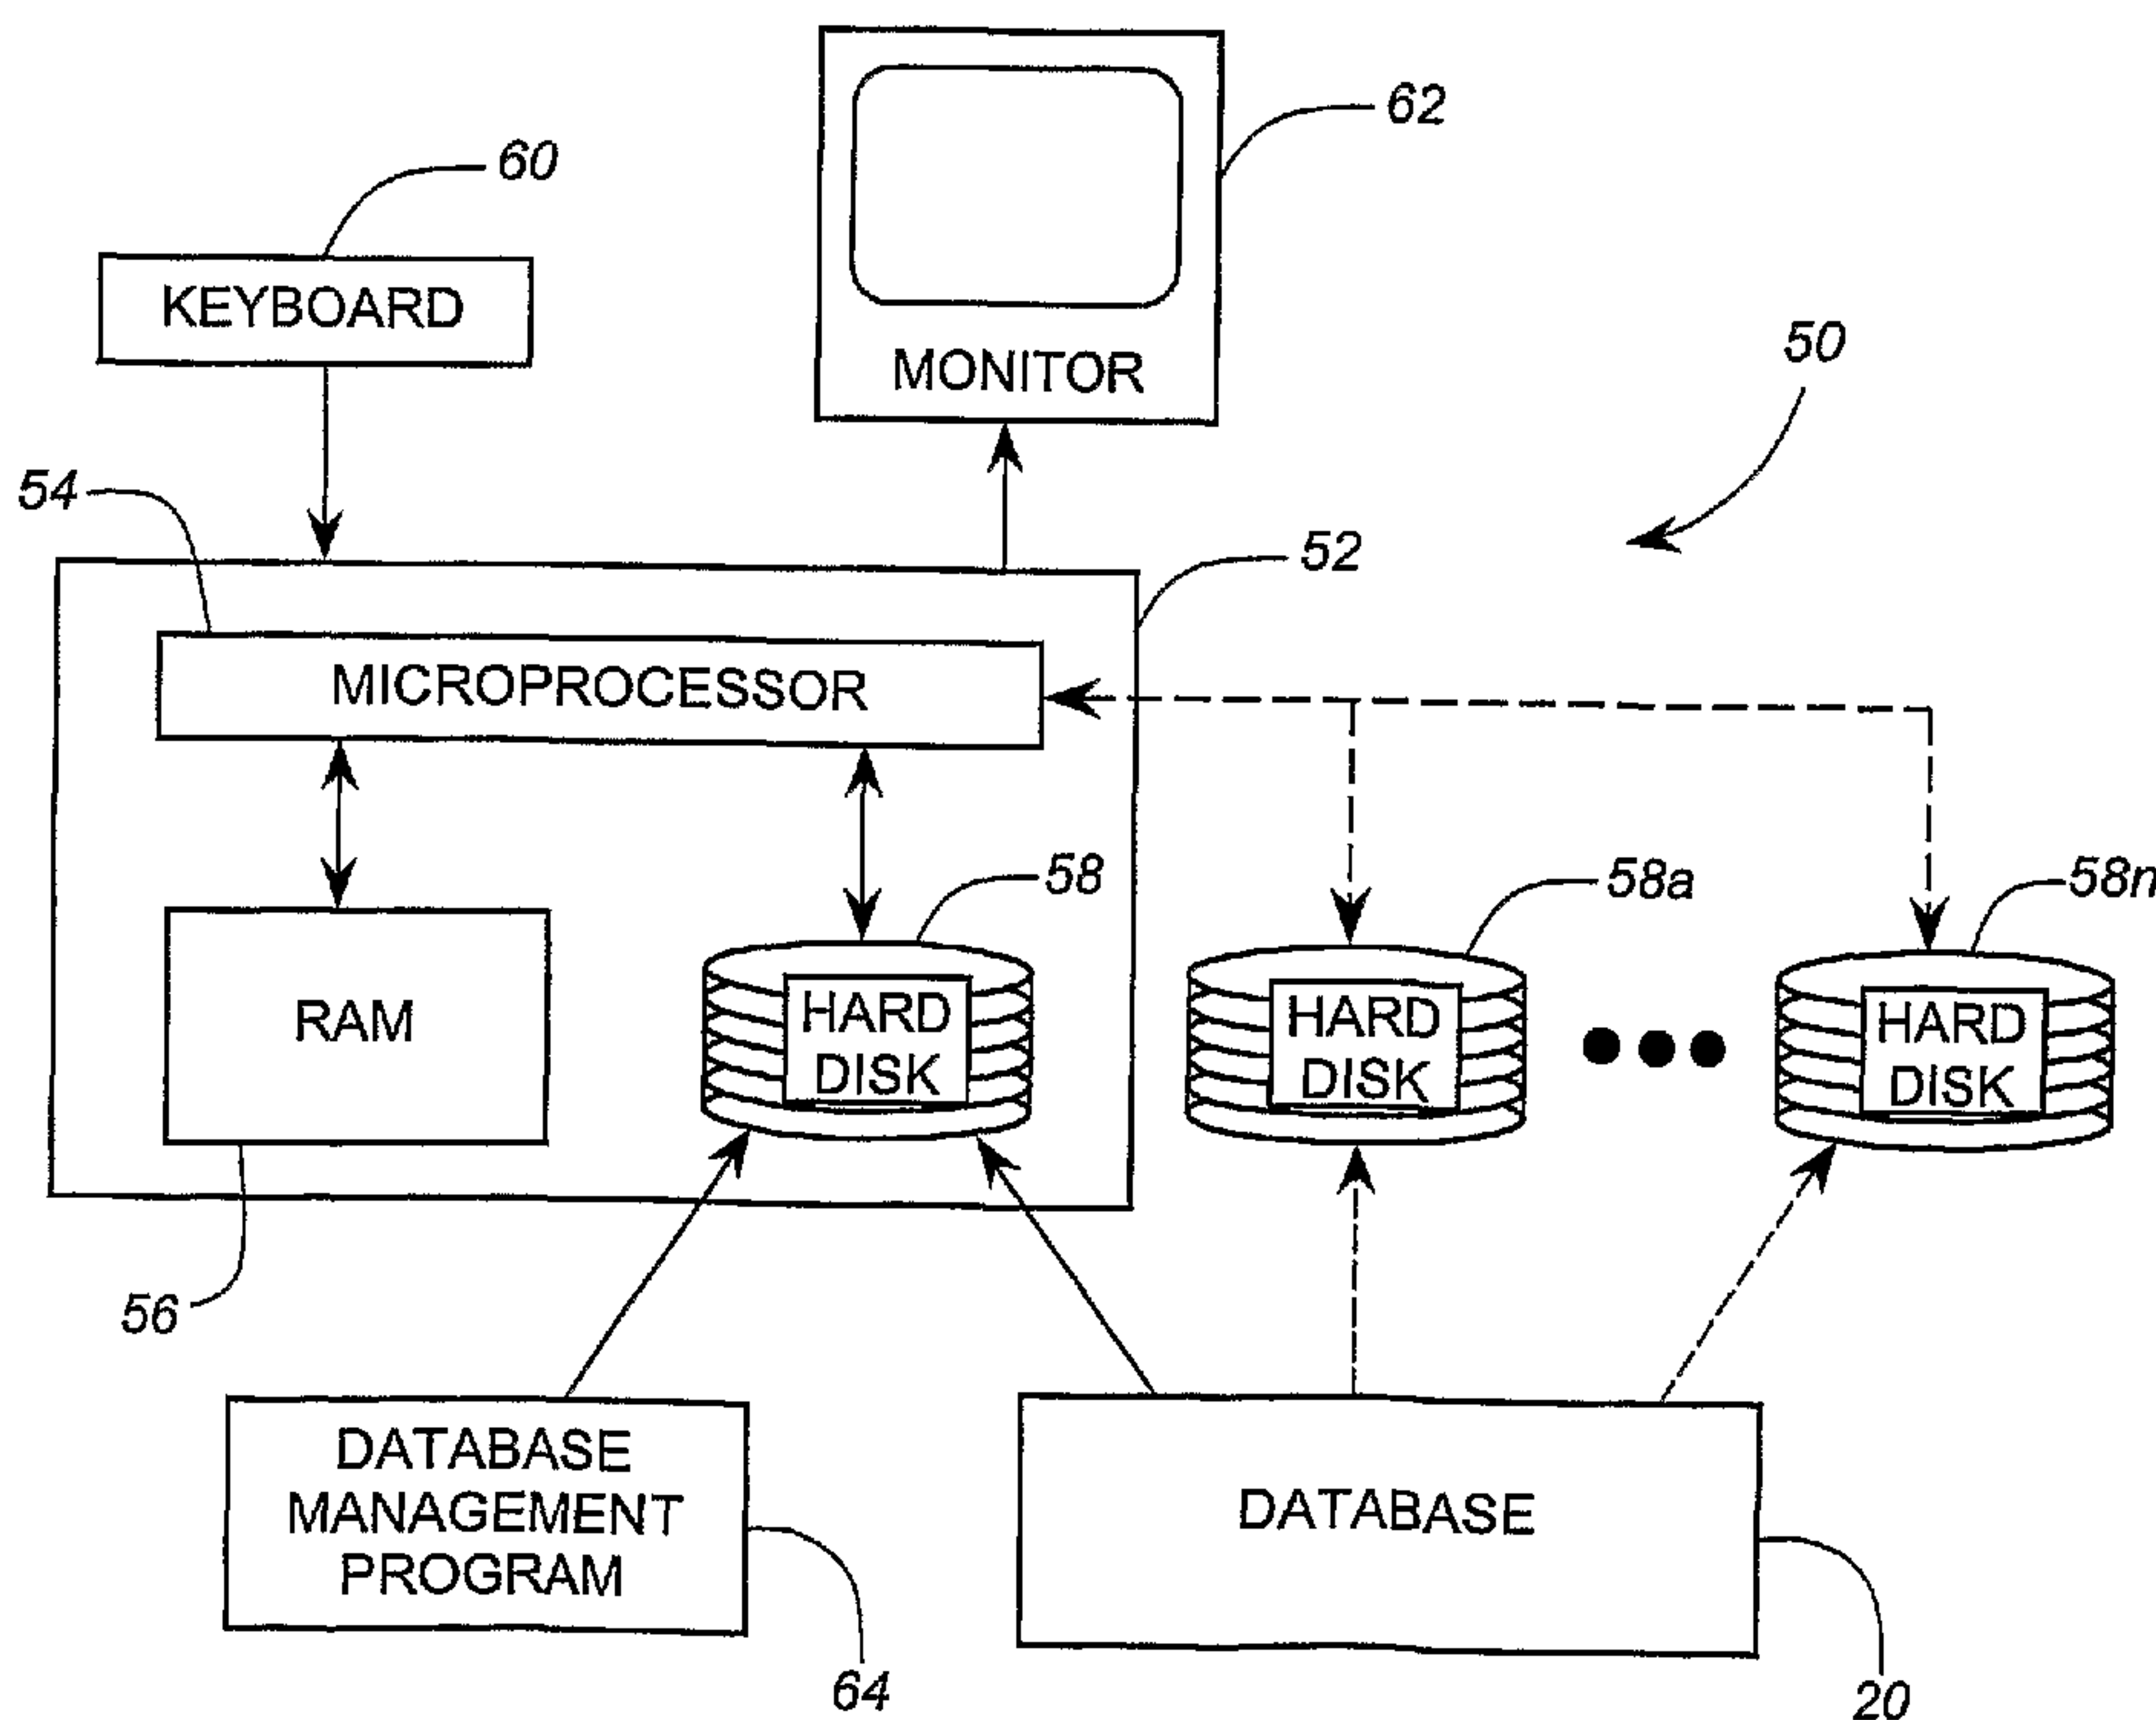 62
60
KEYBOARD
MONITOR
50
54
52
MICROPROCESSOR
58
58a
58n
RAM
HARD
DISK
HARD
DISK
HARD
DISK
56
DATABASE
MANAGEMENT
PROGRAM
DATABASE
64
20